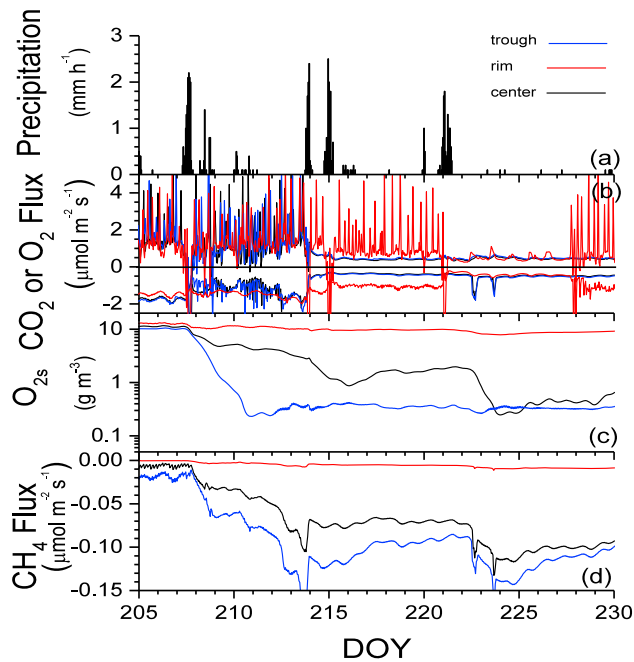 Precipitation
(mm h⁻¹)
3
2
1
0
trough
rim
center
(a)
CO₂ or O₂ Flux
(μmol m⁻² s⁻¹)
4
2
0
-2
(b)
O₂ₛ
(g m⁻³)
10
1
0.1
(c)
CH₄ Flux
(μmol m⁻² s⁻¹)
0.00
-0.05
-0.10
-0.15
(d)
205 210 215 220 225 230
DOY